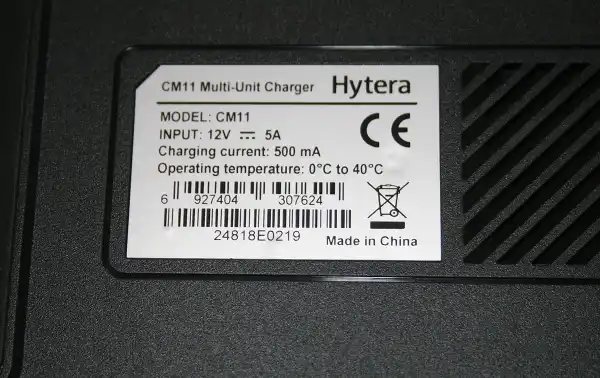 CM11 Multi-Unit Charger Hytera
MODEL: CM11
INPUT: 12V ⎓ 5A
CE
Charging current: 500 mA
Operating temperature: 0°C to 40°C
6 927404 307624
24818E0219
Made in China